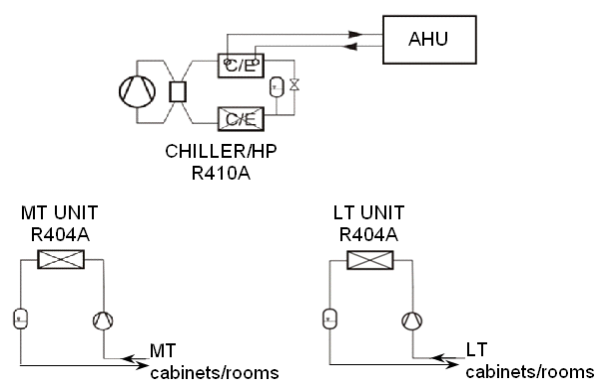 AHU
C/E
C/E
CHILLER/HP
R410A
MT UNIT
R404A
LT UNIT
R404A
MT
cabinets/rooms
LT
cabinets/rooms